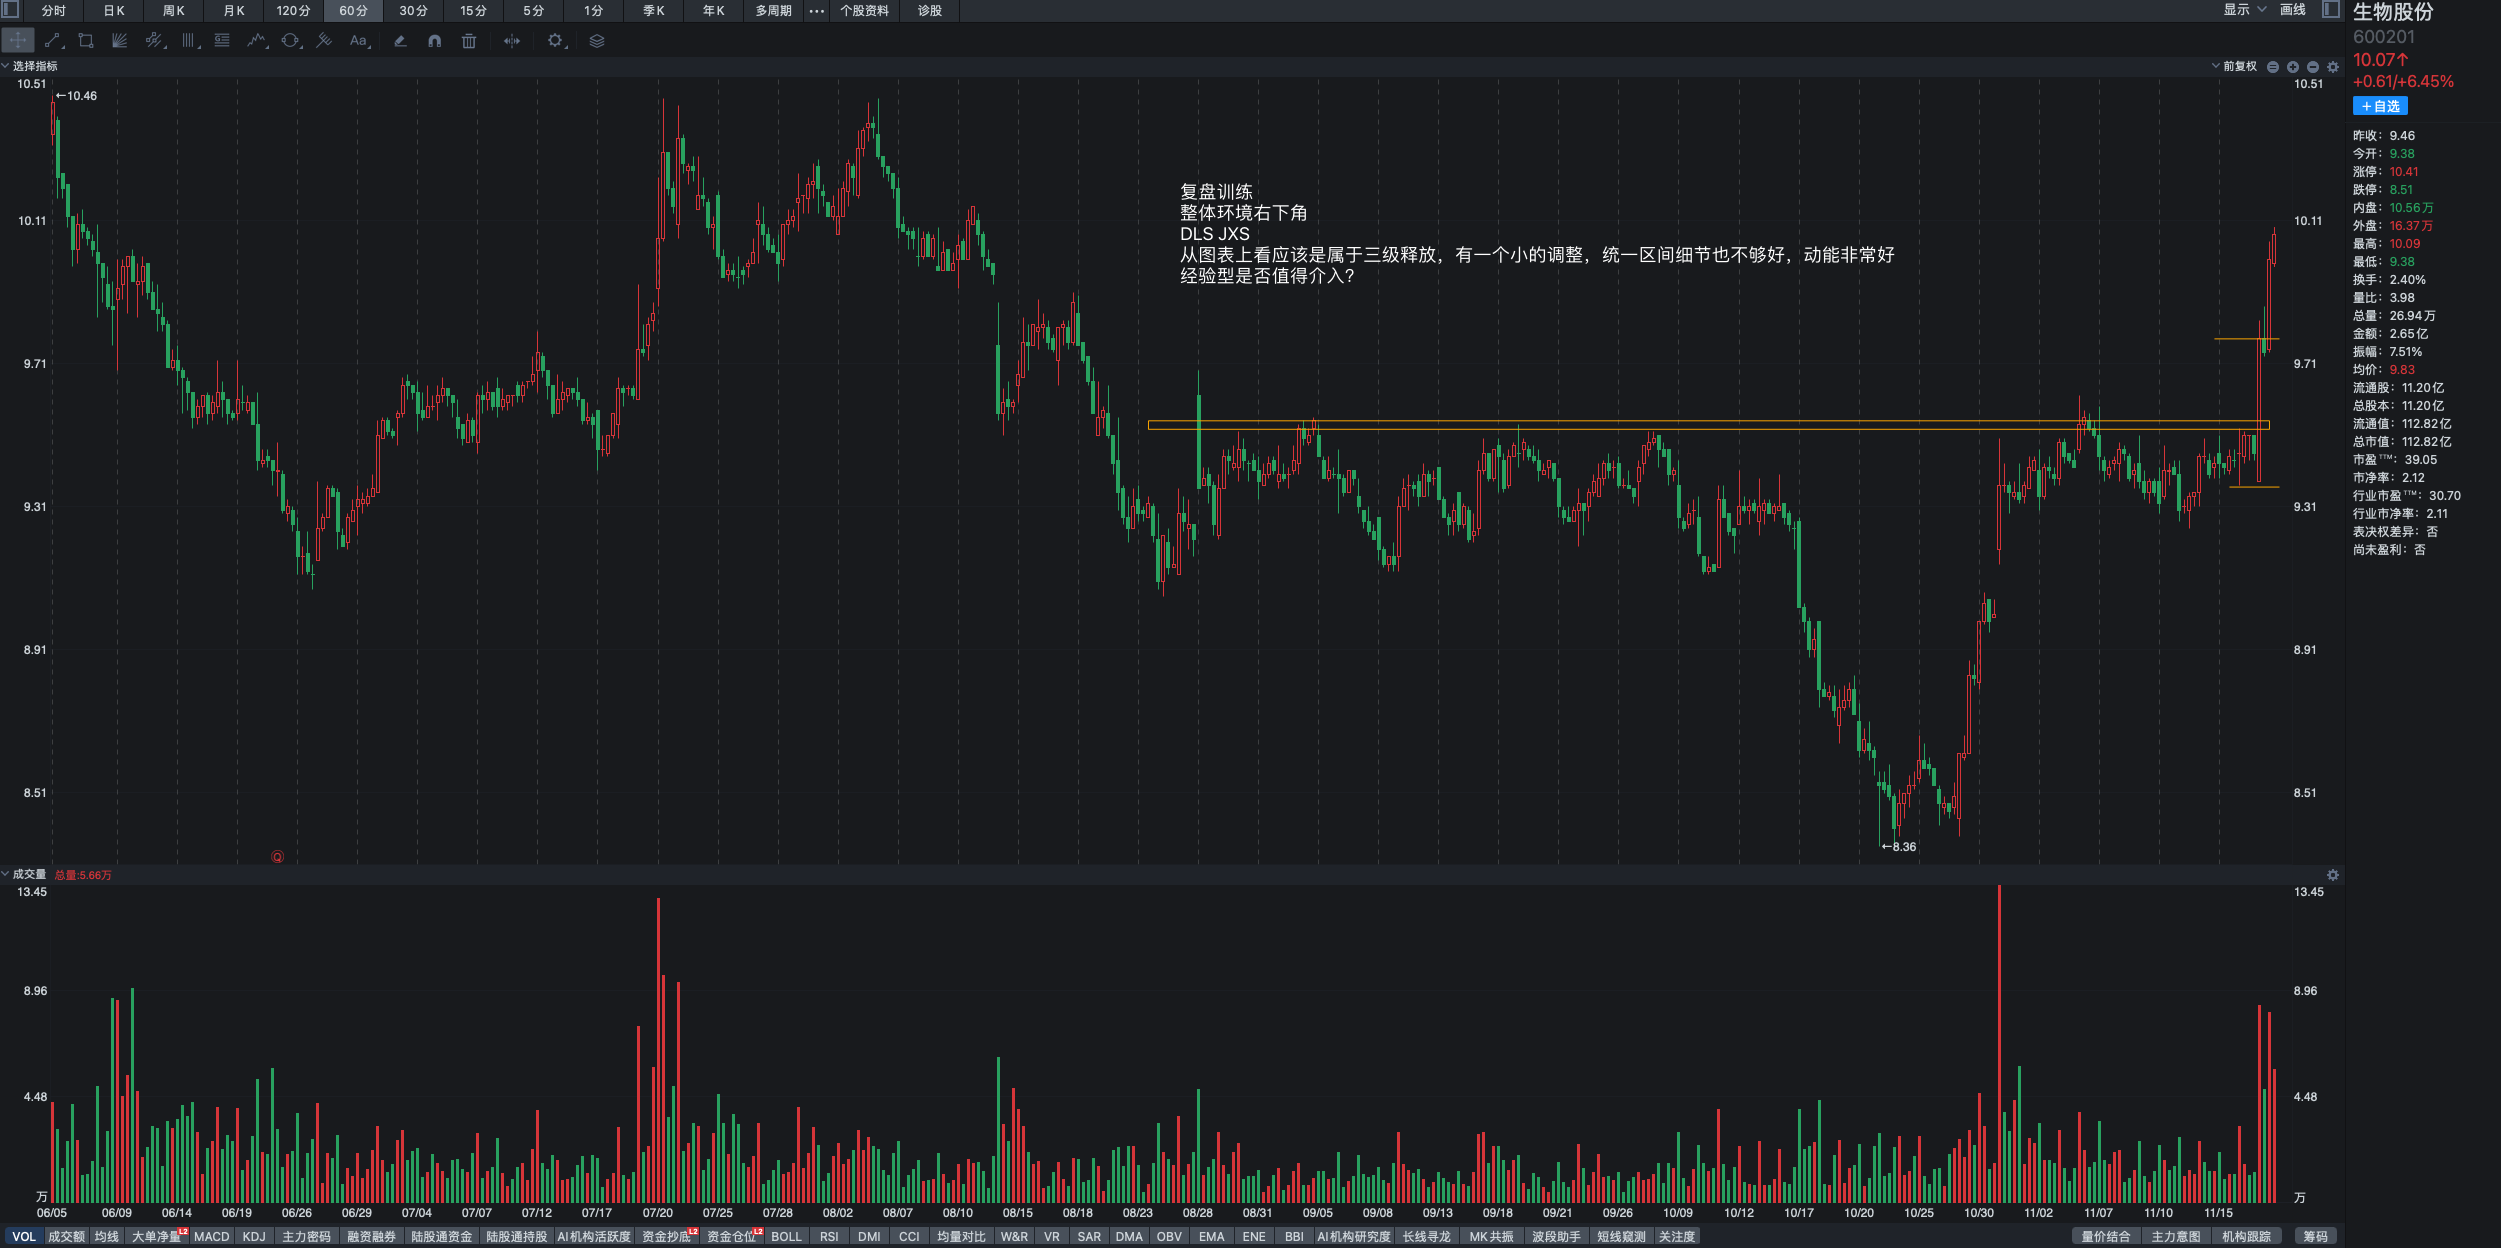 分时 日K 周K 月K 120分 60分 30分 15分 5分 1分 季K 年K 多周期 ••• 个股资料 诊股
显示 画线
Aa
选择指标
前复权
10.51
10.11
9.71
9.31
8.91
8.51
←10.46
复盘训练
整体环境右下角
DLS JXS
从图表上看应该是属于三级释放，有一个小的调整，统一区间细节也不够好，动能非常好
经验型是否值得介入？
←8.36
Q
10.51
10.11
9.71
9.31
8.91
8.51
成交量 总量:5.66万
13.45
8.96
4.48
万
13.45
8.96
4.48
万
06/05 06/09 06/14 06/19 06/26 06/29 07/04 07/07 07/12 07/17 07/20 07/25 07/28 08/02 08/07 08/10 08/15 08/18 08/23 08/28 08/31 09/05 09/08 09/13 09/18 09/21 09/26 10/09 10/12 10/17 10/20 10/25 10/30 11/02 11/07 11/10 11/15
VOL 成交额 均线 大单净量 L2 MACD KDJ 主力密码 融资融券 陆股通资金 陆股通持股 AI机构活跃度 资金抄底 L2 资金仓位 L2 BOLL RSI DMI CCI 均量对比 W&R VR SAR DMA OBV EMA ENE BBI AI机构研究度 长线寻龙 MK共振 波段助手 短线窥测 关注度 量价结合 主力意图 机构跟踪 筹码
生物股份
600201
10.07↑
+0.61/+6.45%
+自选
昨收：9.46
今开：9.38
涨停：10.41
跌停：8.51
内盘：10.56万
外盘：16.37万
最高：10.09
最低：9.38
换手：2.40%
量比：3.98
总量：26.94万
金额：2.65亿
振幅：7.51%
均价：9.83
流通股：11.20亿
总股本：11.20亿
流通值：112.82亿
总市值：112.82亿
市盈TTM：39.05
市净率：2.12
行业市盈TTM：30.70
行业市净率：2.11
表决权差异：否
尚未盈利：否